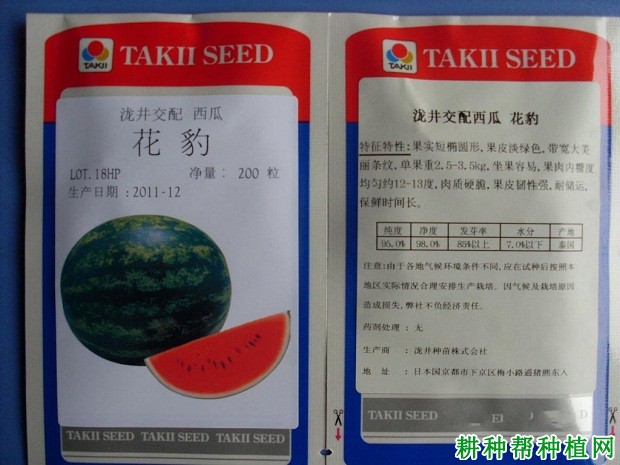 TAKII
TAKII SEED
泷井交配 西瓜
花豹
LOT.18HP 净量： 200 粒
生产日期：2011-12
TAKII SEED TAKII SEED TAKII SEED
TAKII
TAKII SEED
泷井交配西瓜 花豹
特征特性：果实短椭圆形，果皮淡绿色，带宽大美
丽条纹，单果重2.5-3.5kg，坐果容易，果肉内糖度
均匀约12-13度，肉质硬脆，果皮韧性强，耐储运，
保鲜时间长。
纯度 净度 发芽率 水分 产地
95.0% 98.0% 85%以上 7.0%以下 泰国
注意：由于各地气候环境条件不同，应在试种后按照本
地区实际情况合理安排生产栽培。因气候及栽培原因
造成损失，弊社不负经济责任。
药剂处理：无
生产商：泷井种苗株式会社
地址：日本国京都市下京区梅小路通猪熊东入
TAKII SEED
耕种帮种植网